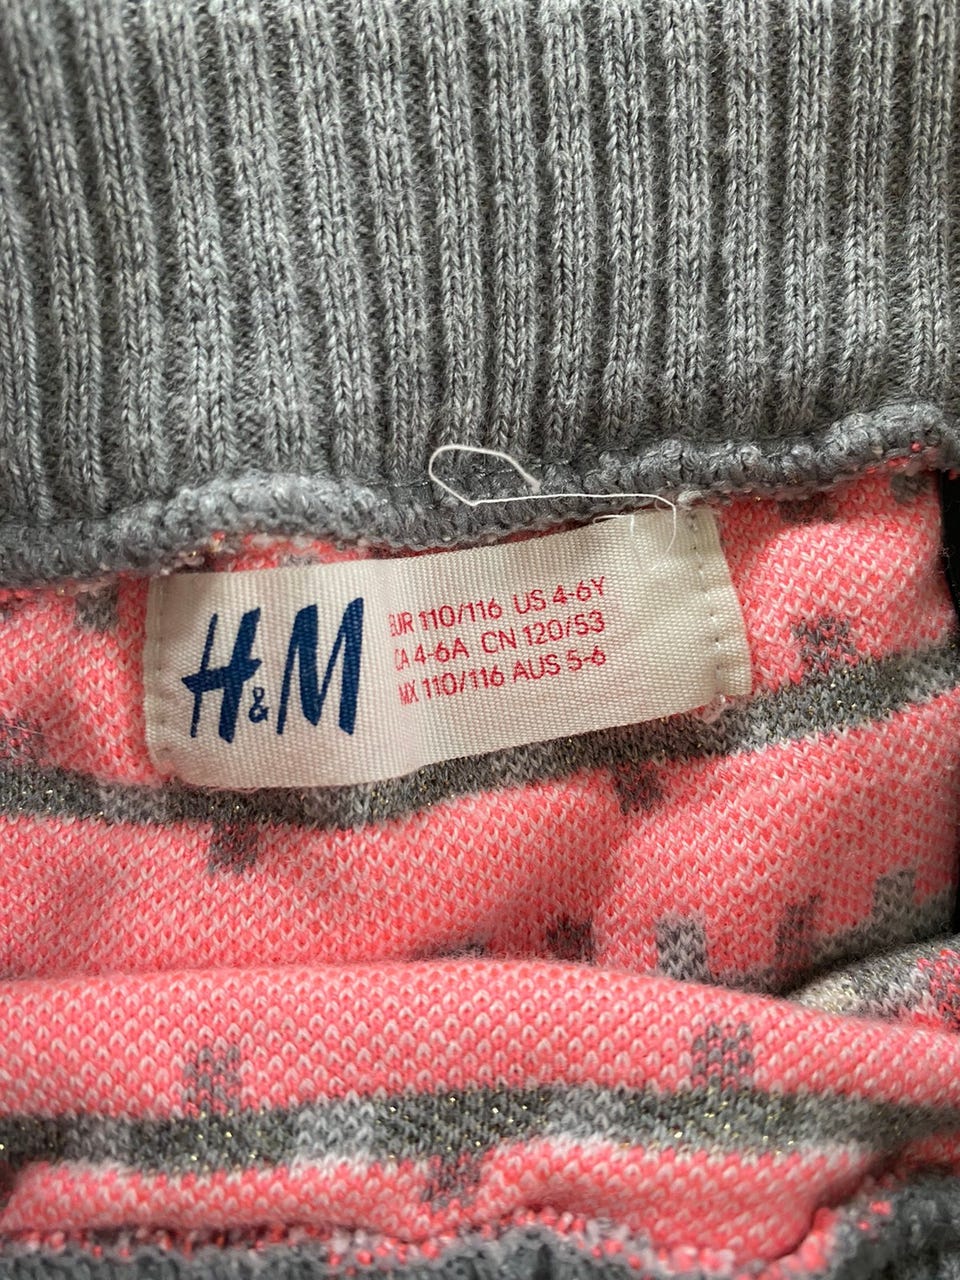 H&M
EUR 110/116 US 4-6Y
CA 4-6A CN 120/53
MX 110/116 AUS 5-6